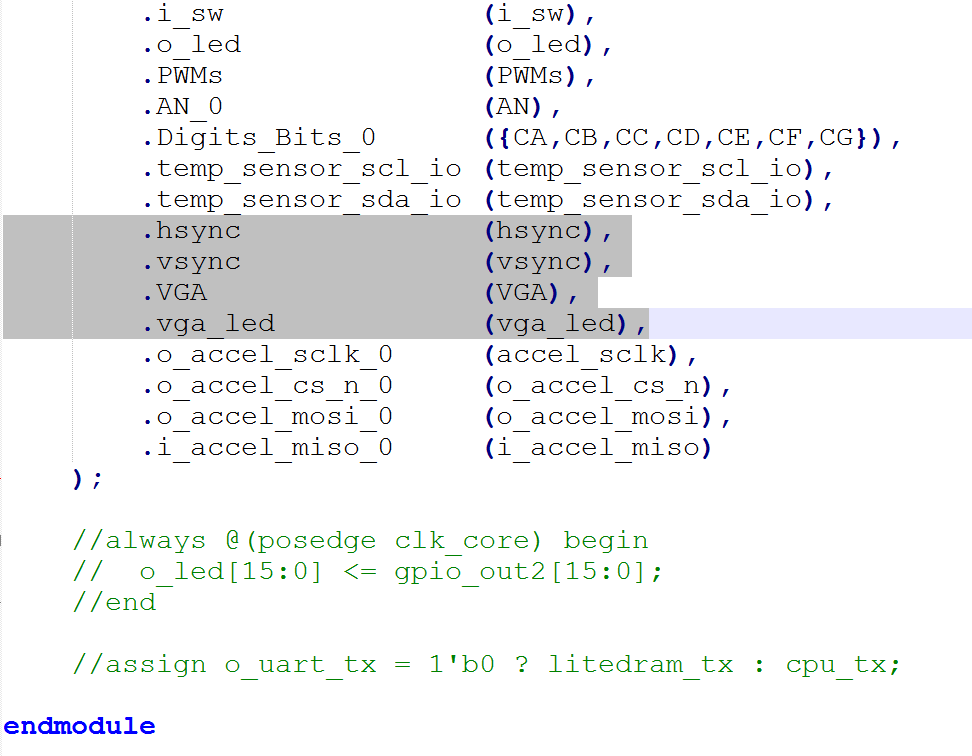 .i_sw (i_sw),
.o_led (o_led),
.PWMs (PWMs),
.AN_0 (AN),
.Digits_Bits_0 ({CA,CB,CC,CD,CE,CF,CG}),
.temp_sensor_scl_io (temp_sensor_scl_io),
.temp_sensor_sda_io (temp_sensor_sda_io),
.hsync (hsync),
.vsync (vsync),
.VGA (VGA),
.vga_led (vga_led),
.o_accel_sclk_0 (accel_sclk),
.o_accel_cs_n_0 (o_accel_cs_n),
.o_accel_mosi_0 (o_accel_mosi),
.i_accel_miso_0 (i_accel_miso)
);
//always @(posedge clk_core) begin
// o_led[15:0] <= gpio_out2[15:0];
//end
//assign o_uart_tx = 1'b0 ? litedram_tx : cpu_tx;
endmodule